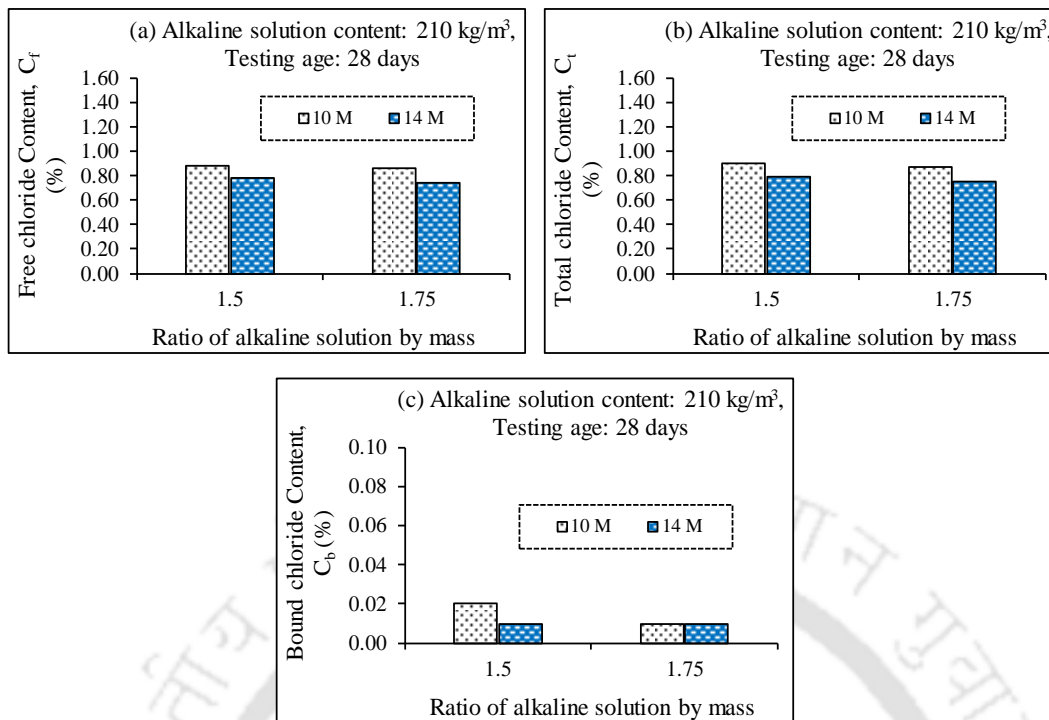 (a) Alkaline solution content: 210 kg/m³,
Testing age: 28 days
Free chloride Content, Cf
(%)
1.60
1.40
1.20
1.00
0.80
0.60
0.40
0.20
0.00
10 M 14 M
1.5 1.75
Ratio of alkaline solution by mass
(b) Alkaline solution content: 210 kg/m³,
Testing age: 28 days
Total chloride Content, Ct
(%)
1.60
1.40
1.20
1.00
0.80
0.60
0.40
0.20
0.00
10 M 14 M
1.5 1.75
Ratio of alkaline solution by mass
(c) Alkaline solution content: 210 kg/m³,
Testing age: 28 days
Bound chloride Content,
Cb (%)
0.10
0.08
0.06
0.04
0.02
0.00
10 M 14 M
1.5 1.75
Ratio of alkaline solution by mass